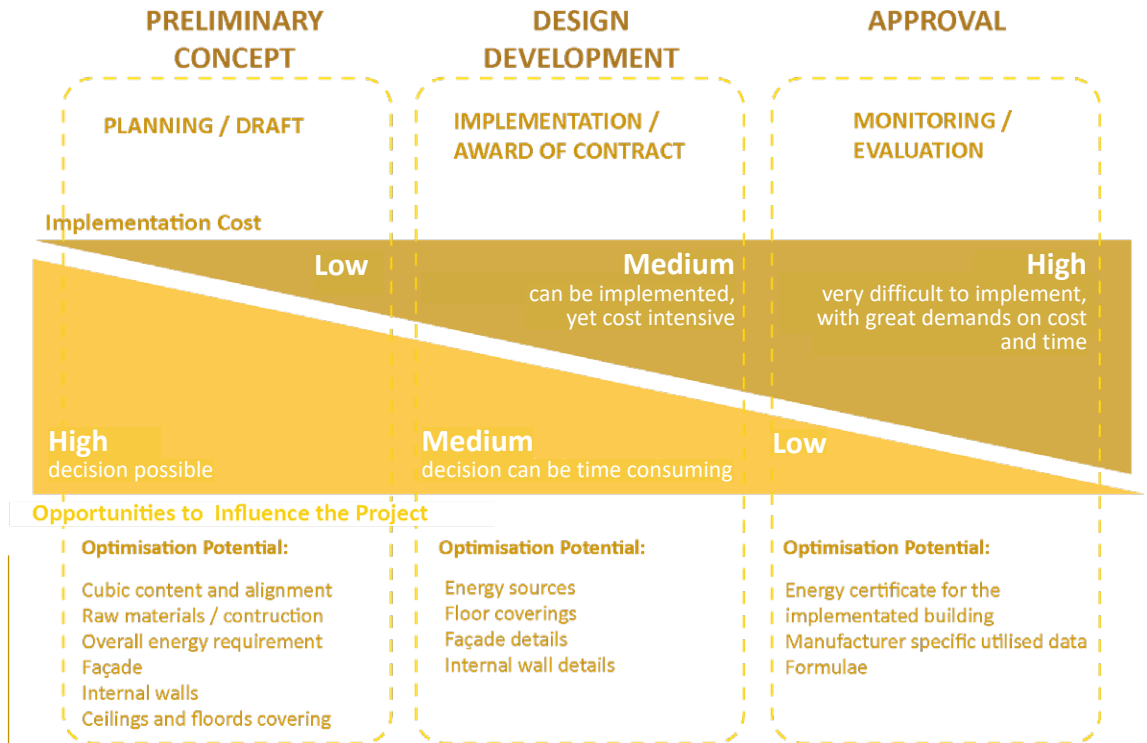 PRELIMINARY
CONCEPT
DESIGN
DEVELOPMENT
APPROVAL
PLANNING / DRAFT
IMPLEMENTATION /
AWARD OF CONTRACT
MONITORING /
EVALUATION
Implementation Cost
Low
Medium
can be implemented,
yet cost intensive
High
very difficult to implement,
with great demands on cost
and time
High
decision possible
Medium
decision can be time consuming
Low
Opportunities to Influence the Project
Optimisation Potential:
Cubic content and alignment
Raw materials / contruction
Overall energy requirement
Façade
Internal walls
Ceilings and floords covering
Optimisation Potential:
Energy sources
Floor coverings
Façade details
Internal wall details
Optimisation Potential:
Energy certificate for the
implementated building
Manufacturer specific utilised data
Formulae